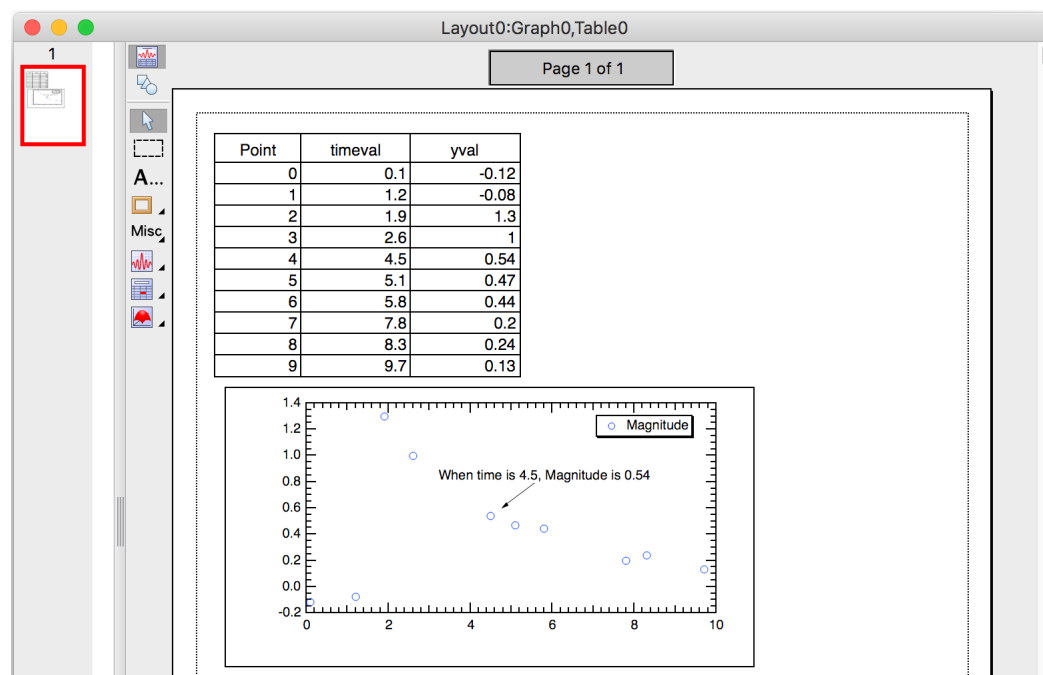 Layout0:Graph0,Table0
1
Page 1 of 1
A...
Misc
Point timeval yval
0 0.1 -0.12
1 1.2 -0.08
2 1.9 1.3
3 2.6 1
4 4.5 0.54
5 5.1 0.47
6 5.8 0.44
7 7.8 0.2
8 8.3 0.24
9 9.7 0.13
1.4
Magnitude
1.2
1.0
When time is 4.5, Magnitude is 0.54
0.8
0.6
0.4
0.2
0.0
-0.2
0 2 4 6 8 10